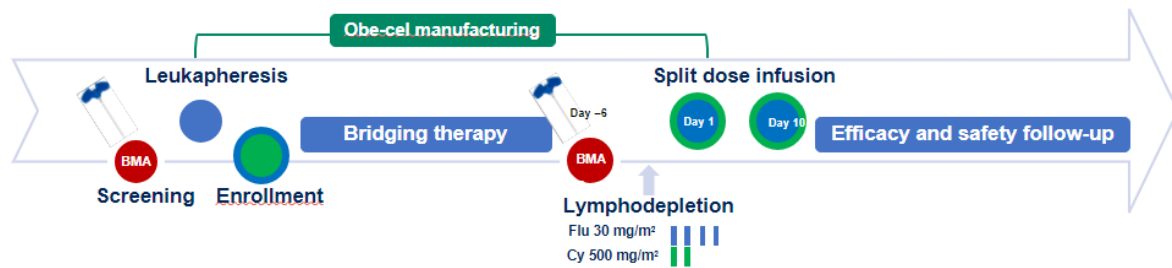 Obe-cel manufacturing
Leukapheresis
Split dose infusion
Day –6
Day 1
Day 10
Bridging therapy
Efficacy and safety follow-up
BMA
BMA
Screening
Enrollment
Lymphodepletion
Flu 30 mg/m²
Cy 500 mg/m²